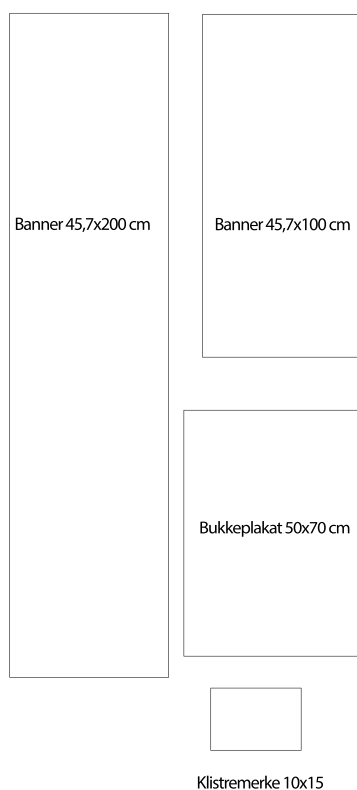 Banner 45,7x200 cm
Banner 45,7x100 cm
Bukkeplakat 50x70 cm
Klistremerke 10x15